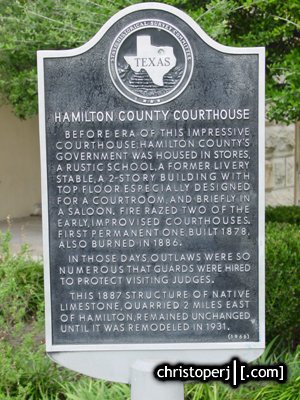 STATE HISTORICAL SURVEY COMMITTEE
TEXAS
HAMILTON COUNTY COURTHOUSE
BEFORE ERA OF THIS IMPRESSIVE
COURTHOUSE, HAMILTON COUNTY'S
GOVERNMENT WAS HOUSED IN STORES,
A RUSTIC SCHOOL, A FORMER LIVERY
STABLE, A 2-STORY BUILDING WITH
TOP FLOOR ESPECIALLY DESIGNED
FOR A COURTROOM, AND BRIEFLY IN
A SALOON. FIRE RAZED TWO OF THE
EARLY, IMPROVISED COURTHOUSES.
FIRST PERMANENT ONE, BUILT 1878,
ALSO BURNED IN 1886.
IN THOSE DAYS, OUTLAWS WERE SO
NUMEROUS THAT GUARDS WERE HIRED
TO PROTECT VISITING JUDGES.
THIS 1887 STRUCTURE OF NATIVE
LIMESTONE, QUARRIED 2 MILES EAST
OF HAMILTON, REMAINED UNCHANGED
UNTIL IT WAS REMODELED IN 1931.
(1966)
christoperj||[.com]